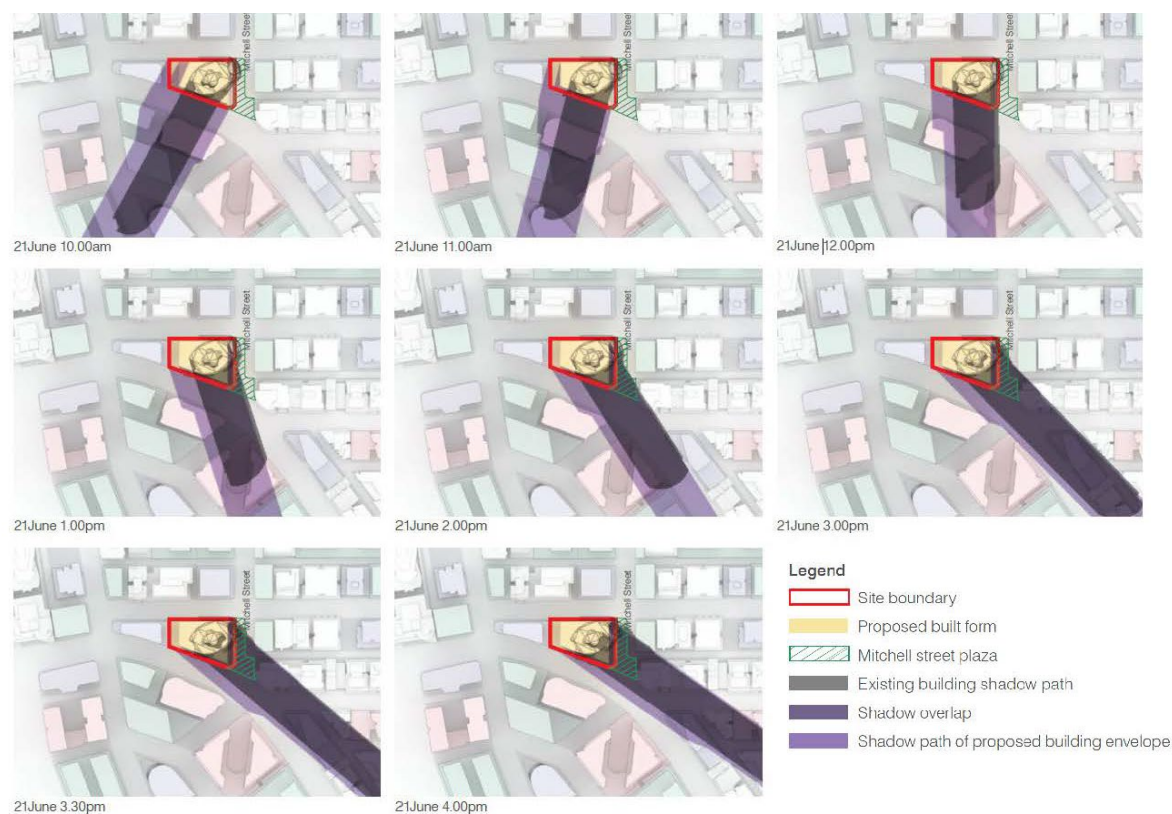 Mitchell Street
Mitchell Street
Mitchell Street
21June 10.00am
21June 11.00am
21June 12.00pm
Mitchell Street
Mitchell Street
Mitchell Street
21June 1.00pm
21June 2.00pm
21June 3.00pm
Mitchell Street
Mitchell Street
Legend
Site boundary
Proposed built form
Mitchell street plaza
Existing building shadow path
Shadow overlap
Shadow path of proposed building envelope
21June 3.30pm
21June 4.00pm